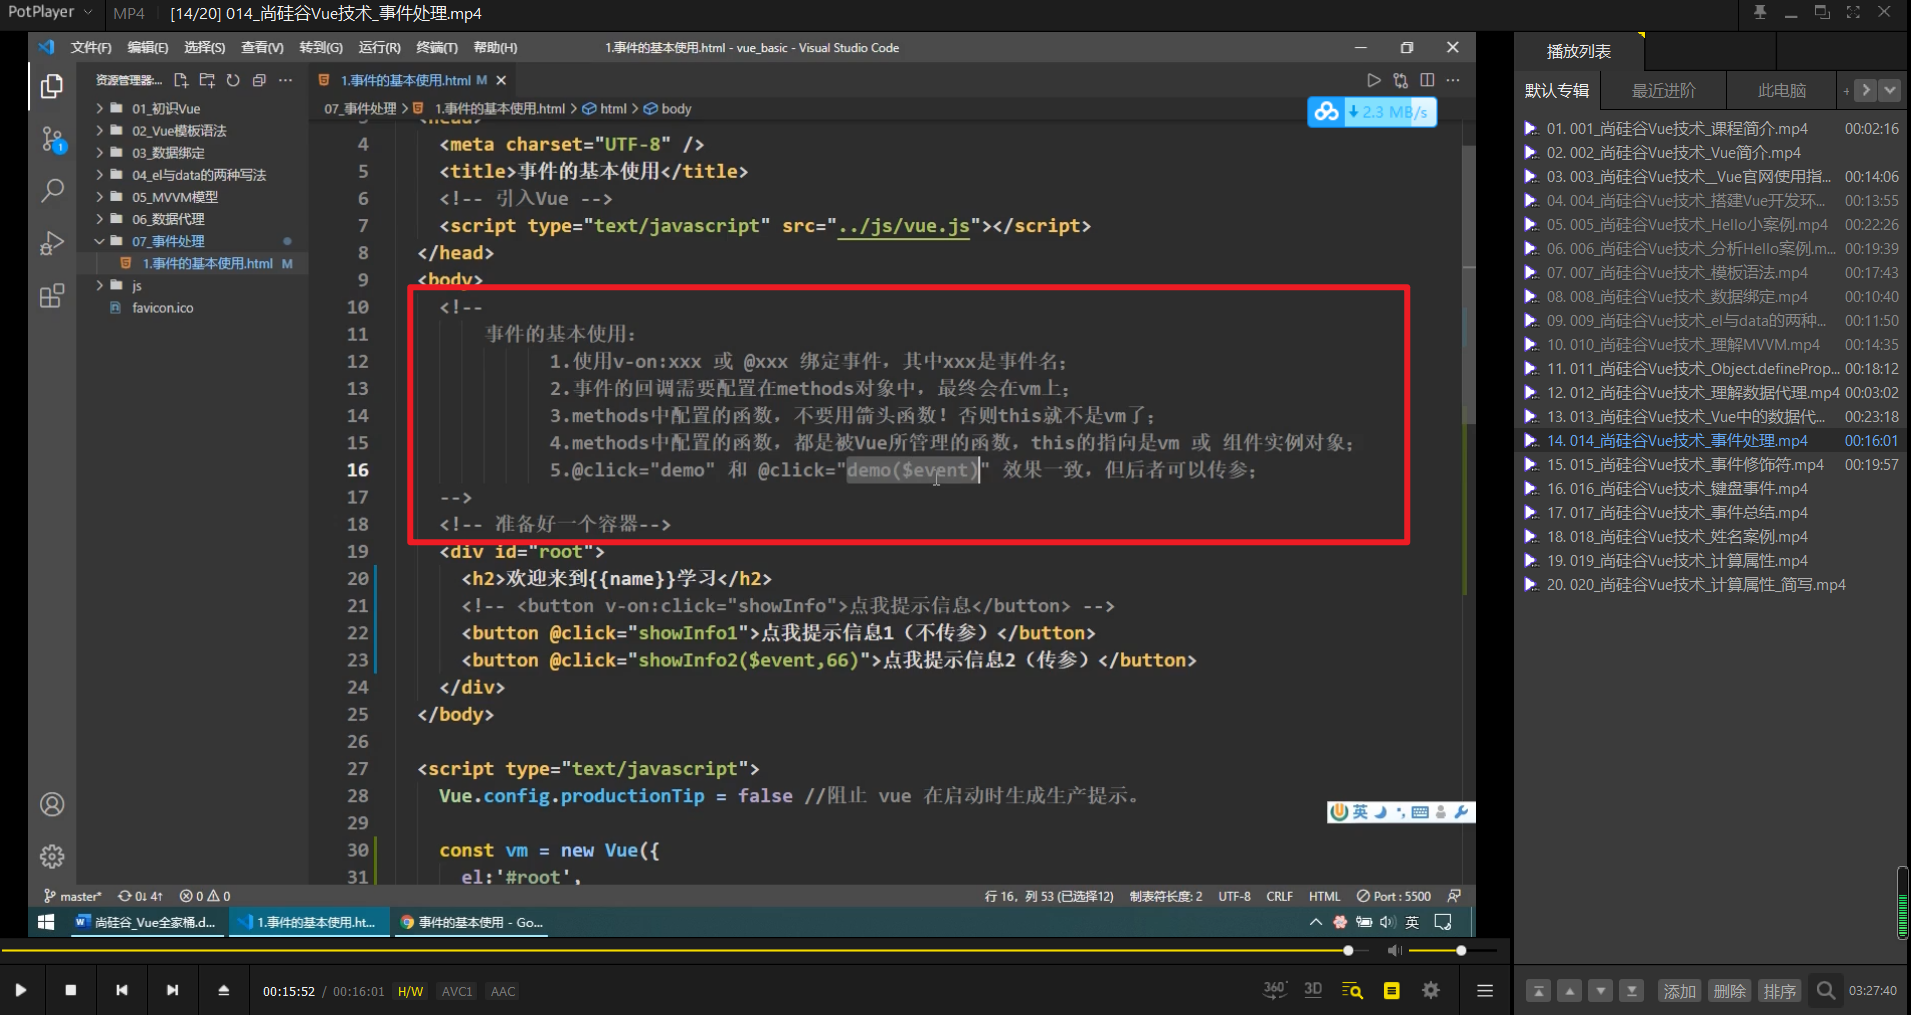 PotPlayer MP4 [14/20] 014_尚硅谷Vue技术_事件处理.mp4
文件(F) 编辑(E) 选择(S) 查看(V) 转到(G) 运行(R) 终端(T) 帮助(H) 1.事件的基本使用.html - vue_basic - Visual Studio Code
资源管理器:... 1.事件的基本使用.html M
07_事件处理 > 1.事件的基本使用.html > html > body
2.3 MB/s
01_初识Vue
02_Vue模板语法
03_数据绑定
04_el与data的两种写法
05_MVVM模型
06_数据代理
07_事件处理
1.事件的基本使用.html M
js
favicon.ico
1
3 <head>
4 <meta charset="UTF-8" />
5 <title>事件的基本使用</title>
6 <!-- 引入Vue -->
7 <script type="text/javascript" src="../js/vue.js"></script>
8 </head>
9 <body>
10 <!--
11 事件的基本使用：
12 1.使用v-on:xxx 或 @xxx 绑定事件，其中xxx是事件名；
13 2.事件的回调需要配置在methods对象中，最终会在vm上；
14 3.methods中配置的函数，不要用箭头函数！否则this就不是vm了；
15 4.methods中配置的函数，都是被Vue所管理的函数，this的指向是vm 或 组件实例对象；
16 5.@click="demo" 和 @click="demo($event)" 效果一致，但后者可以传参；
17 -->
18 <!-- 准备好一个容器-->
19 <div id="root">
20 <h2>欢迎来到{{name}}学习</h2>
21 <!-- <button v-on:click="showInfo">点我提示信息</button> -->
22 <button @click="showInfo1">点我提示信息1（不传参）</button>
23 <button @click="showInfo2($event,66)">点我提示信息2（传参）</button>
24 </div>
25 </body>
26
27 <script type="text/javascript">
28 Vue.config.productionTip = false //阻止 vue 在启动时生成生产提示。
29
30 const vm = new Vue({
31 el:'#root',
英
master* 0↓ 4↑ 0 0 行 16，列 53 (已选择12) 制表符长度: 2 UTF-8 CRLF HTML Port : 5500
尚硅谷_Vue全家桶.d... 1.事件的基本使用.ht... 事件的基本使用 - Go... 英
00:15:52 / 00:16:01 H/W AVC1 AAC 360° 3D
播放列表
默认专辑 最近进阶 此电脑 +
01. 001_尚硅谷Vue技术_课程简介.mp4 00:02:16
02. 002_尚硅谷Vue技术_Vue简介.mp4
03. 003_尚硅谷Vue技术__Vue官网使用指... 00:14:06
04. 004_尚硅谷Vue技术_搭建Vue开发环... 00:13:55
05. 005_尚硅谷Vue技术_Hello小案例.mp4 00:22:26
06. 006_尚硅谷Vue技术_分析Hello案例.m... 00:19:39
07. 007_尚硅谷Vue技术_模板语法.mp4 00:17:43
08. 008_尚硅谷Vue技术_数据绑定.mp4 00:10:40
09. 009_尚硅谷Vue技术_el与data的两种... 00:11:50
10. 010_尚硅谷Vue技术_理解MVVM.mp4 00:14:35
11. 011_尚硅谷Vue技术_Object.defineProp... 00:18:12
12. 012_尚硅谷Vue技术_理解数据代理.mp4 00:03:02
13. 013_尚硅谷Vue技术_Vue中的数据代... 00:23:18
14. 014_尚硅谷Vue技术_事件处理.mp4 00:16:01
15. 015_尚硅谷Vue技术_事件修饰符.mp4 00:19:57
16. 016_尚硅谷Vue技术_键盘事件.mp4
17. 017_尚硅谷Vue技术_事件总结.mp4
18. 018_尚硅谷Vue技术_姓名案例.mp4
19. 019_尚硅谷Vue技术_计算属性.mp4
20. 020_尚硅谷Vue技术_计算属性_简写.mp4
添加 删除 排序 03:27:40